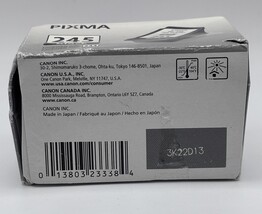 PIXMA
245
CANON INC.
30-2, Shimomaruko 3-chome, Ohta-ku, Tokyo 146-8501, Japan
CANON U.S.A., INC.
One Canon Park, Melville, NY 11747, U.S.A.
www.usa.canon.com/consumer
CANON CANADA INC.
8000 Mississauga Road, Brampton, Ontario L6Y 5Z7, Canada
www.canon.ca
CANON INC.
Made in Japan / Fabriqué au Japon / Hecho en Japón
3K22D13
0 13803 23338 4